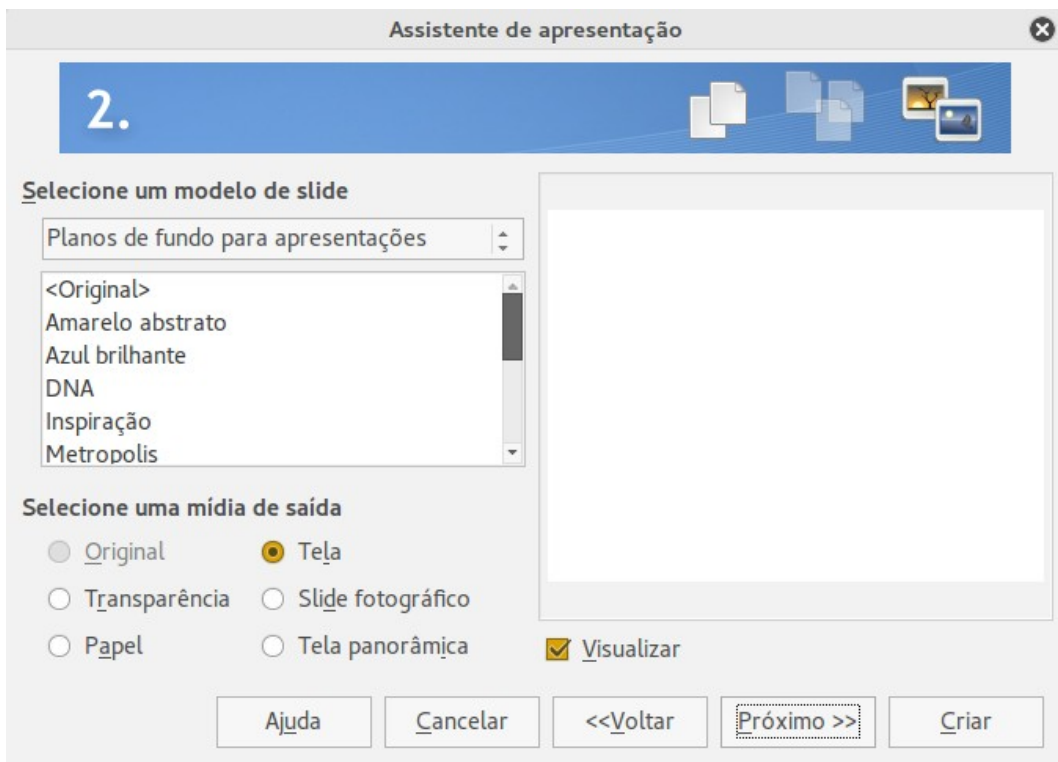 Assistente de apresentação
2.
Selecione um modelo de slide
Planos de fundo para apresentações
<Original>
Amarelo abstrato
Azul brilhante
DNA
Inspiração
Metropolis
Selecione uma mídia de saída
Original Tela
Transparência Slide fotográfico
Papel Tela panorâmica
Visualizar
Ajuda Cancelar <<Voltar Próximo >> Criar